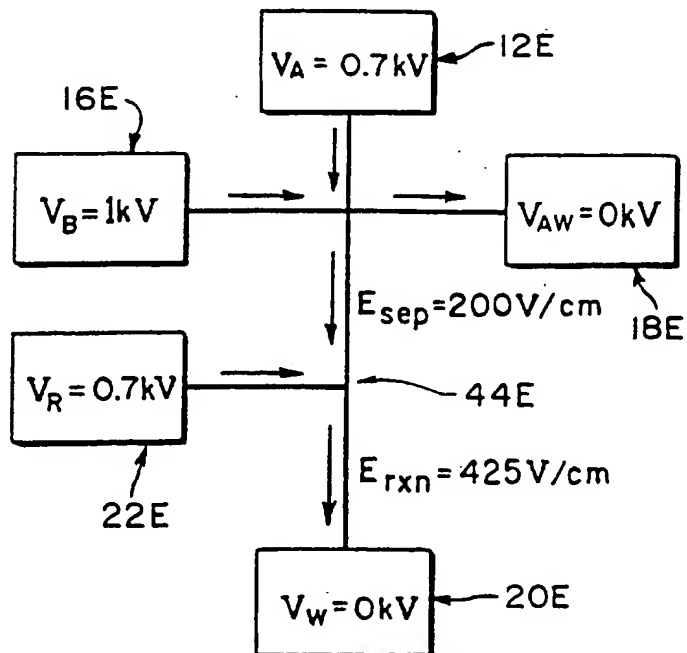 V_A = 0.7kV
12E
16E
V_B = 1kV
V_AW = 0kV
18E
E_sep = 200V/cm
V_R = 0.7kV
44E
22E
E_rxn = 425V/cm
V_W = 0kV
20E